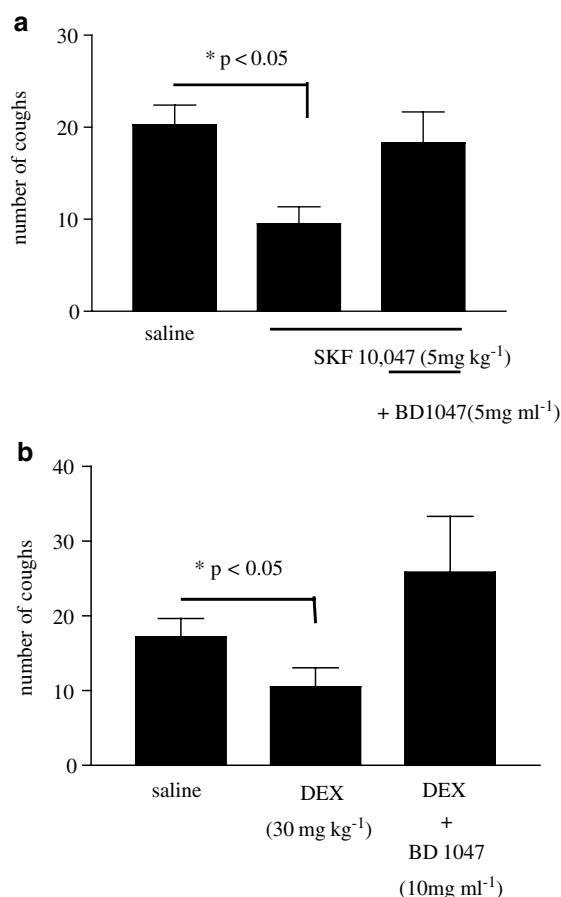 a
30
* p < 0.05
20
number of coughs
10
0
saline
SKF 10,047 (5mg kg⁻¹)
+ BD1047(5mg ml⁻¹)
b
40
30
* p < 0.05
number of coughs
20
10
0
saline
DEX
(30 mg kg⁻¹)
DEX
+
BD 1047
(10mg ml⁻¹)